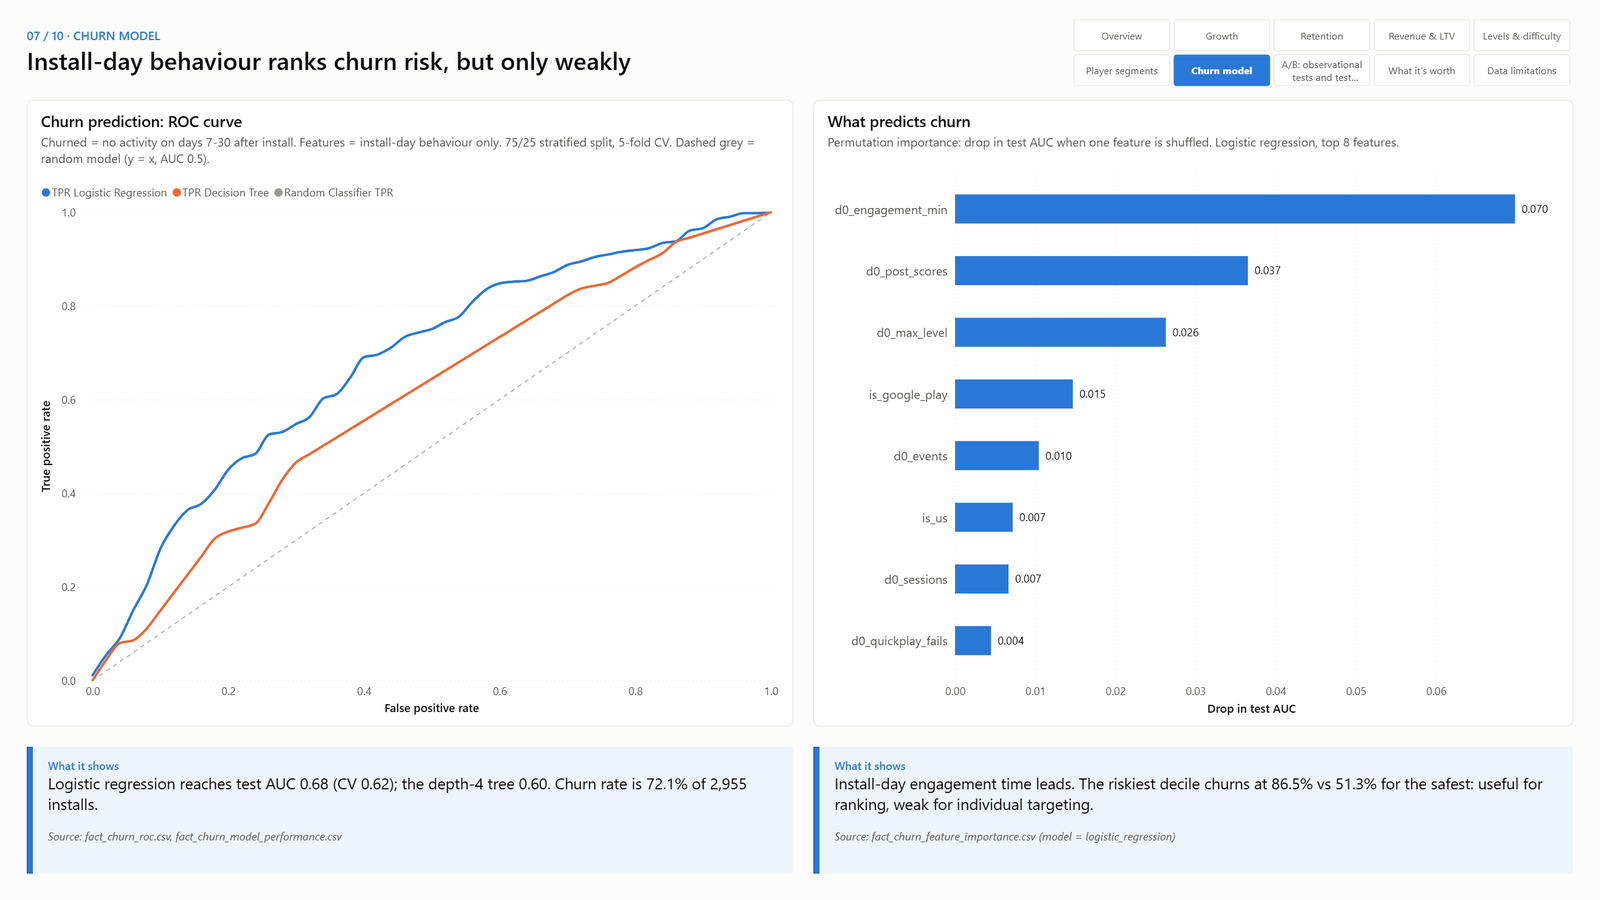 07 / 10 · CHURN MODEL
Install-day behaviour ranks churn risk, but only weakly
Overview
Growth
Retention
Revenue & LTV
Levels & difficulty
Player segments
Churn model
A/B: observational
tests and test...
What it's worth
Data limitations
Churn prediction: ROC curve
Churned = no activity on days 7-30 after install. Features = install-day behaviour only. 75/25 stratified split, 5-fold CV. Dashed grey =
random model (y = x, AUC 0.5).
TPR Logistic Regression
TPR Decision Tree
Random Classifier TPR
1.0
0.8
0.6
0.4
0.2
0.0
True positive rate
0.0
0.2
0.4
0.6
0.8
1.0
False positive rate
What predicts churn
Permutation importance: drop in test AUC when one feature is shuffled. Logistic regression, top 8 features.
d0_engagement_min
0.070
d0_post_scores
0.037
d0_max_level
0.026
is_google_play
0.015
d0_events
0.010
is_us
0.007
d0_sessions
0.007
d0_quickplay_fails
0.004
0.00
0.01
0.02
0.03
0.04
0.05
0.06
Drop in test AUC
What it shows
Logistic regression reaches test AUC 0.68 (CV 0.62); the depth-4 tree 0.60. Churn rate is 72.1% of 2,955
installs.
Source: fact_churn_roc.csv, fact_churn_model_performance.csv
What it shows
Install-day engagement time leads. The riskiest decile churns at 86.5% vs 51.3% for the safest: useful for
ranking, weak for individual targeting.
Source: fact_churn_feature_importance.csv (model = logistic_regression)